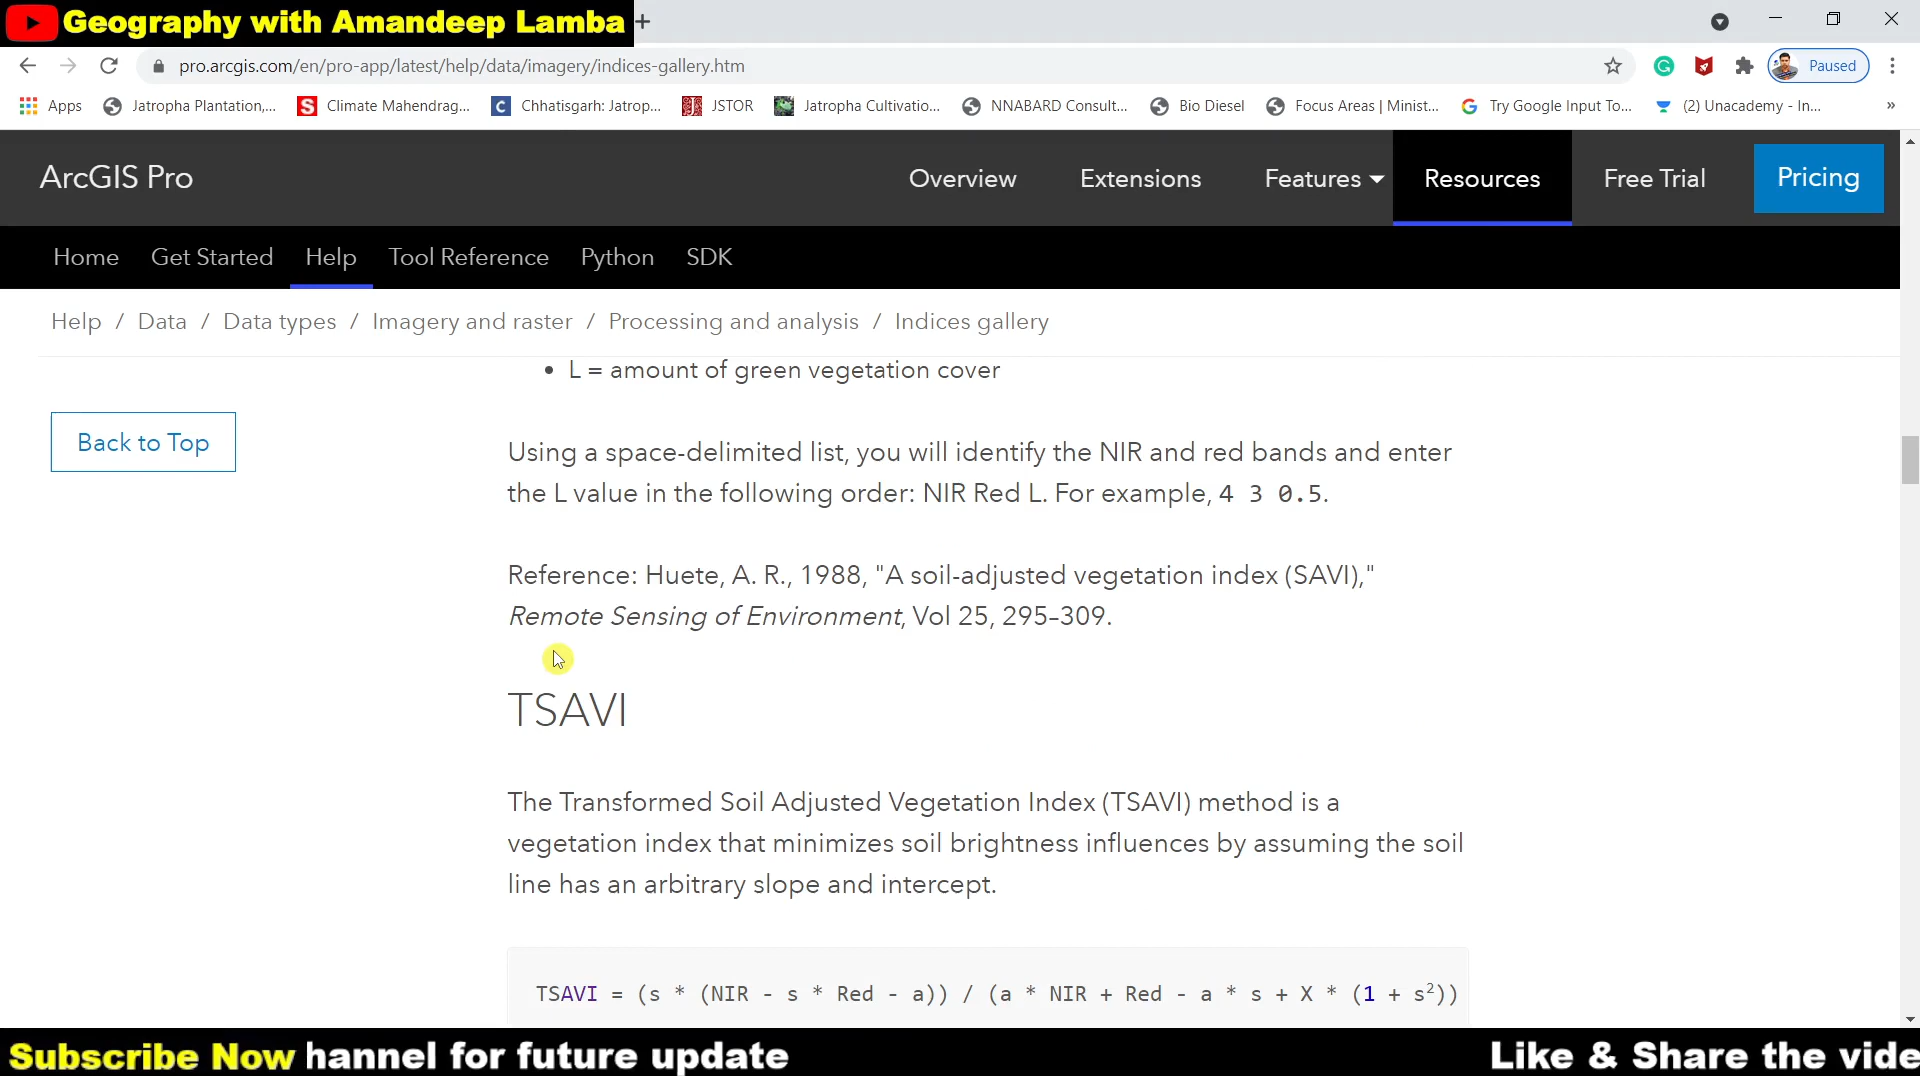 Geography with Amandeep Lamba
pro.arcgis.com/en/pro-app/latest/help/data/imagery/indices-gallery.htm
Paused
Apps Jatropha Plantation,... Climate Mahendrag... Chhatisgarh: Jatrop... JSTOR Jatropha Cultivatio... NNABARD Consult... Bio Diesel Focus Areas | Minist... Try Google Input To... (2) Unacademy - In... »
ArcGIS Pro
Overview Extensions Features Resources Free Trial Pricing
Home Get Started Help Tool Reference Python SDK
Help / Data / Data types / Imagery and raster / Processing and analysis / Indices gallery
• L = amount of green vegetation cover
Back to Top
Using a space-delimited list, you will identify the NIR and red bands and enter
the L value in the following order: NIR Red L. For example, 4 3 0.5.
Reference: Huete, A. R., 1988, "A soil-adjusted vegetation index (SAVI),"
Remote Sensing of Environment, Vol 25, 295–309.
TSAVI
The Transformed Soil Adjusted Vegetation Index (TSAVI) method is a
vegetation index that minimizes soil brightness influences by assuming the soil
line has an arbitrary slope and intercept.
TSAVI = (s * (NIR - s * Red - a)) / (a * NIR + Red - a * s + X * (1 + s²))
Subscribe Now hannel for future update
Like & Share the vide